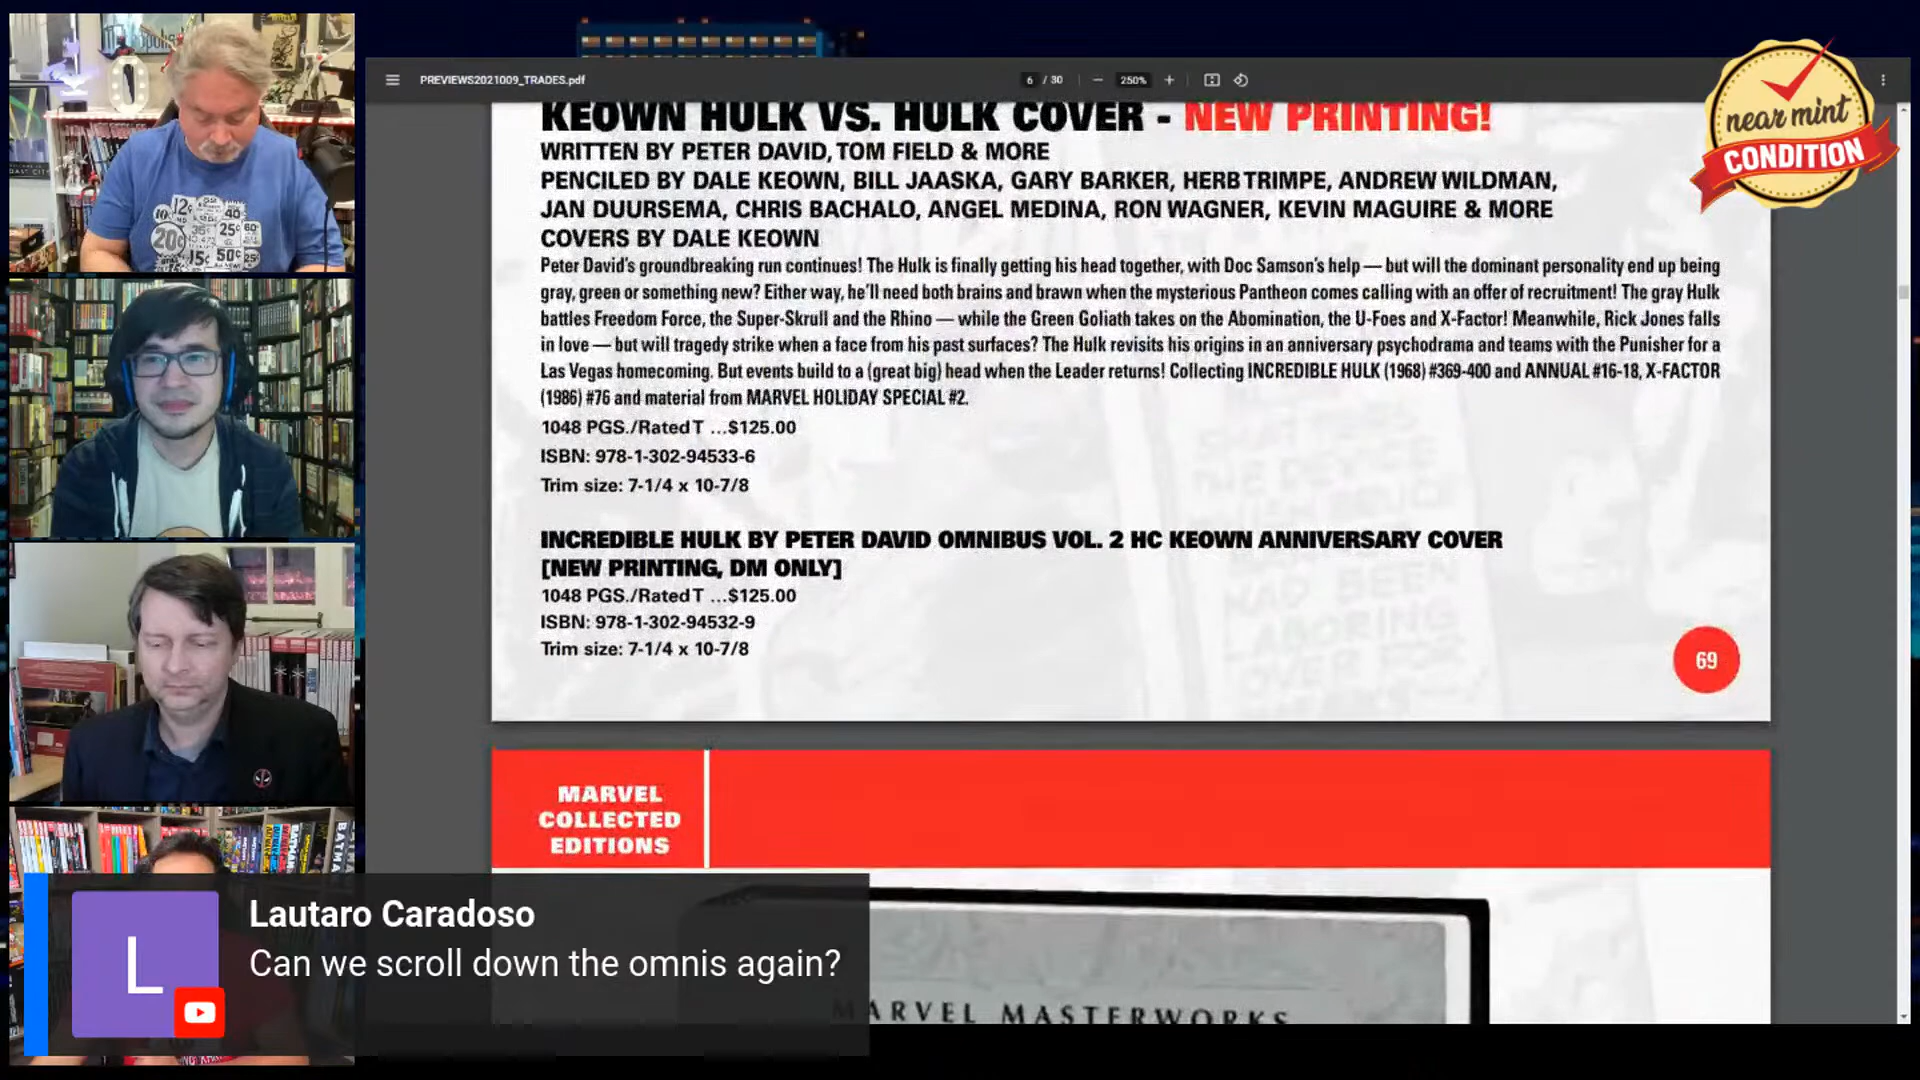 PREVIEWS2021009_TRADES.pdf
6 / 30
250%
near mint
CONDITION
KEOWN HULK VS. HULK COVER - NEW PRINTING!
WRITTEN BY PETER DAVID, TOM FIELD & MORE
PENCILED BY DALE KEOWN, BILL JAASKA, GARY BARKER, HERB TRIMPE, ANDREW WILDMAN,
JAN DUURSEMA, CHRIS BACHALO, ANGEL MEDINA, RON WAGNER, KEVIN MAGUIRE & MORE
COVERS BY DALE KEOWN
Peter David's groundbreaking run continues! The Hulk is finally getting his head together, with Doc Samson's help — but will the dominant personality end up being
gray, green or something new? Either way, he'll need both brains and brawn when the mysterious Pantheon comes calling with an offer of recruitment! The gray Hulk
battles Freedom Force, the Super-Skrull and the Rhino — while the Green Goliath takes on the Abomination, the U-Foes and X-Factor! Meanwhile, Rick Jones falls
in love — but will tragedy strike when a face from his past surfaces? The Hulk revisits his origins in an anniversary psychodrama and teams with the Punisher for a
Las Vegas homecoming. But events build to a (great big) head when the Leader returns! Collecting INCREDIBLE HULK (1968) #369-400 and ANNUAL #16-18, X-FACTOR
(1986) #76 and material from MARVEL HOLIDAY SPECIAL #2.
1048 PGS./Rated T ...$125.00
ISBN: 978-1-302-94533-6
Trim size: 7-1/4 x 10-7/8
INCREDIBLE HULK BY PETER DAVID OMNIBUS VOL. 2 HC KEOWN ANNIVERSARY COVER
[NEW PRINTING, DM ONLY]
1048 PGS./Rated T ...$125.00
ISBN: 978-1-302-94532-9
Trim size: 7-1/4 x 10-7/8
69
MARVEL
COLLECTED
EDITIONS
MARVEL MASTERWORKS
L
Lautaro Caradoso
Can we scroll down the omnis again?
12¢
40¢
20¢
25¢
15¢
50¢
BATMAN